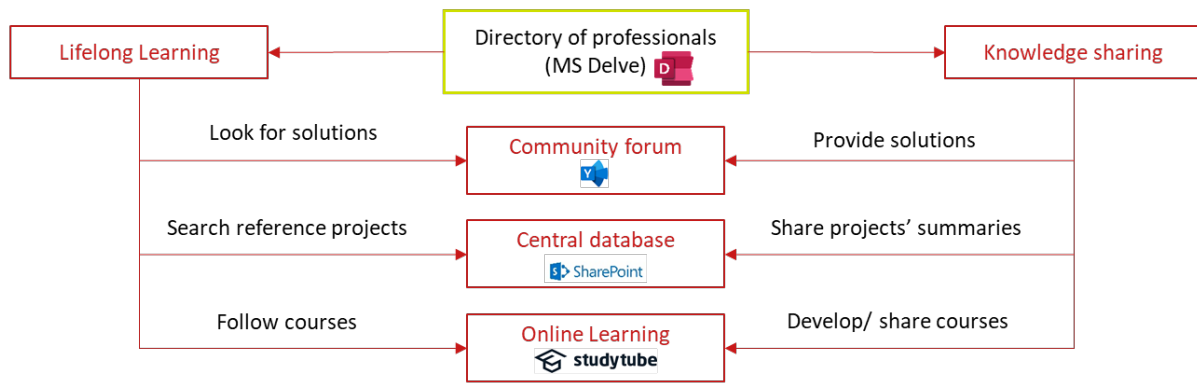 Lifelong Learning
Directory of professionals
(MS Delve) D
Knowledge sharing
Look for solutions
Community forum
Y
Provide solutions
Search reference projects
Central database
S SharePoint
Share projects’ summaries
Follow courses
Online Learning
studytube
Develop/ share courses